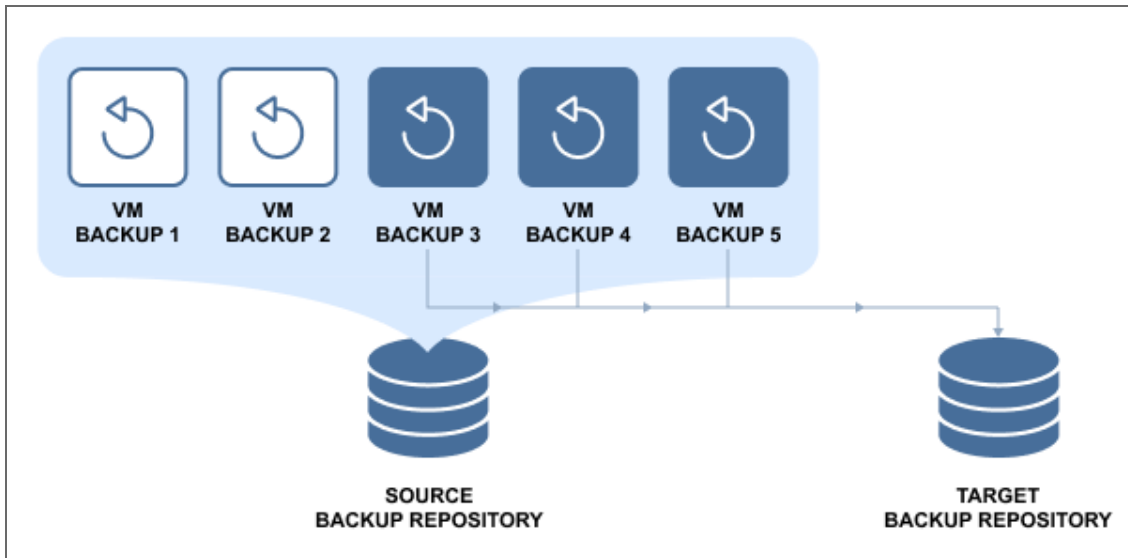 VM
BACKUP 1
VM
BACKUP 2
VM
BACKUP 3
VM
BACKUP 4
VM
BACKUP 5
SOURCE
BACKUP REPOSITORY
TARGET
BACKUP REPOSITORY